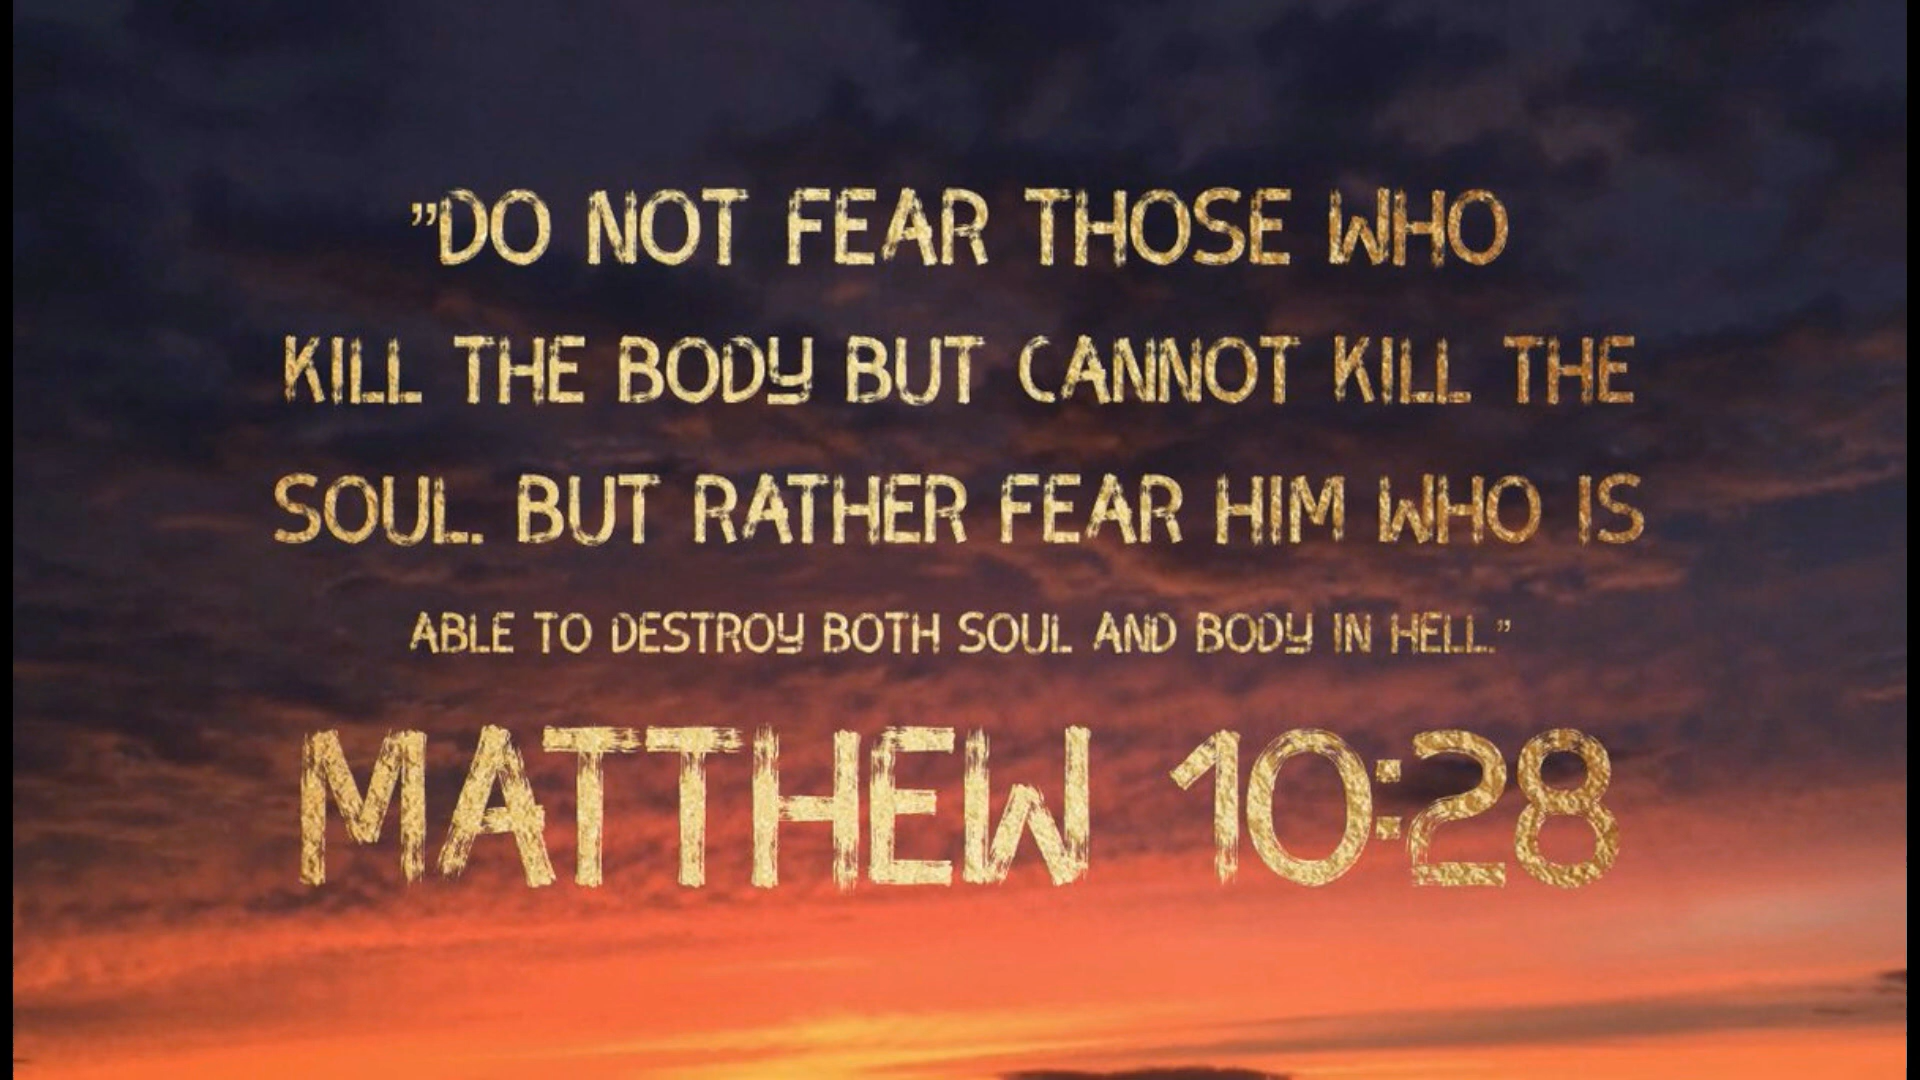 ”DO NOT FEAR THOSE WHO
KILL THE BODY BUT CANNOT KILL THE
SOUL. BUT RATHER FEAR HIM WHO IS
ABLE TO DESTROY BOTH SOUL AND BODY IN HELL.”
MATTHEW 10:28